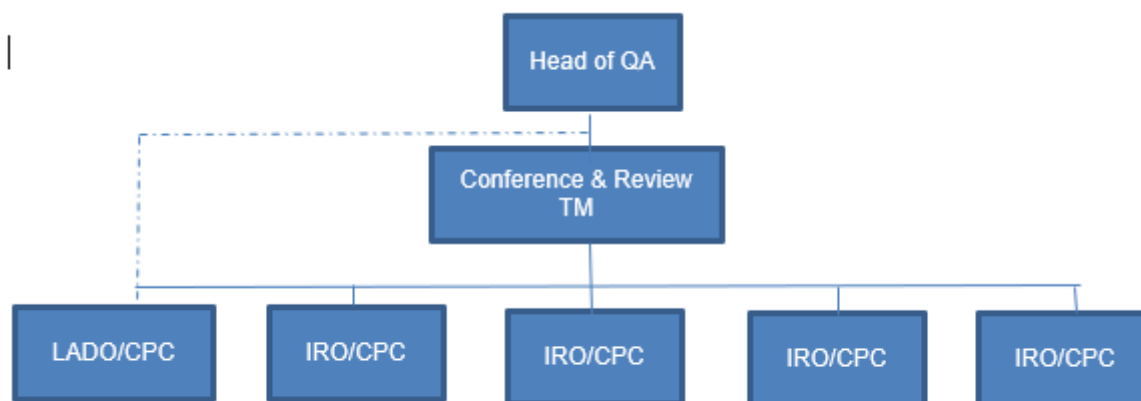 Head of QA
Conference & Review
TM
LADO/CPC
IRO/CPC
IRO/CPC
IRO/CPC
IRO/CPC